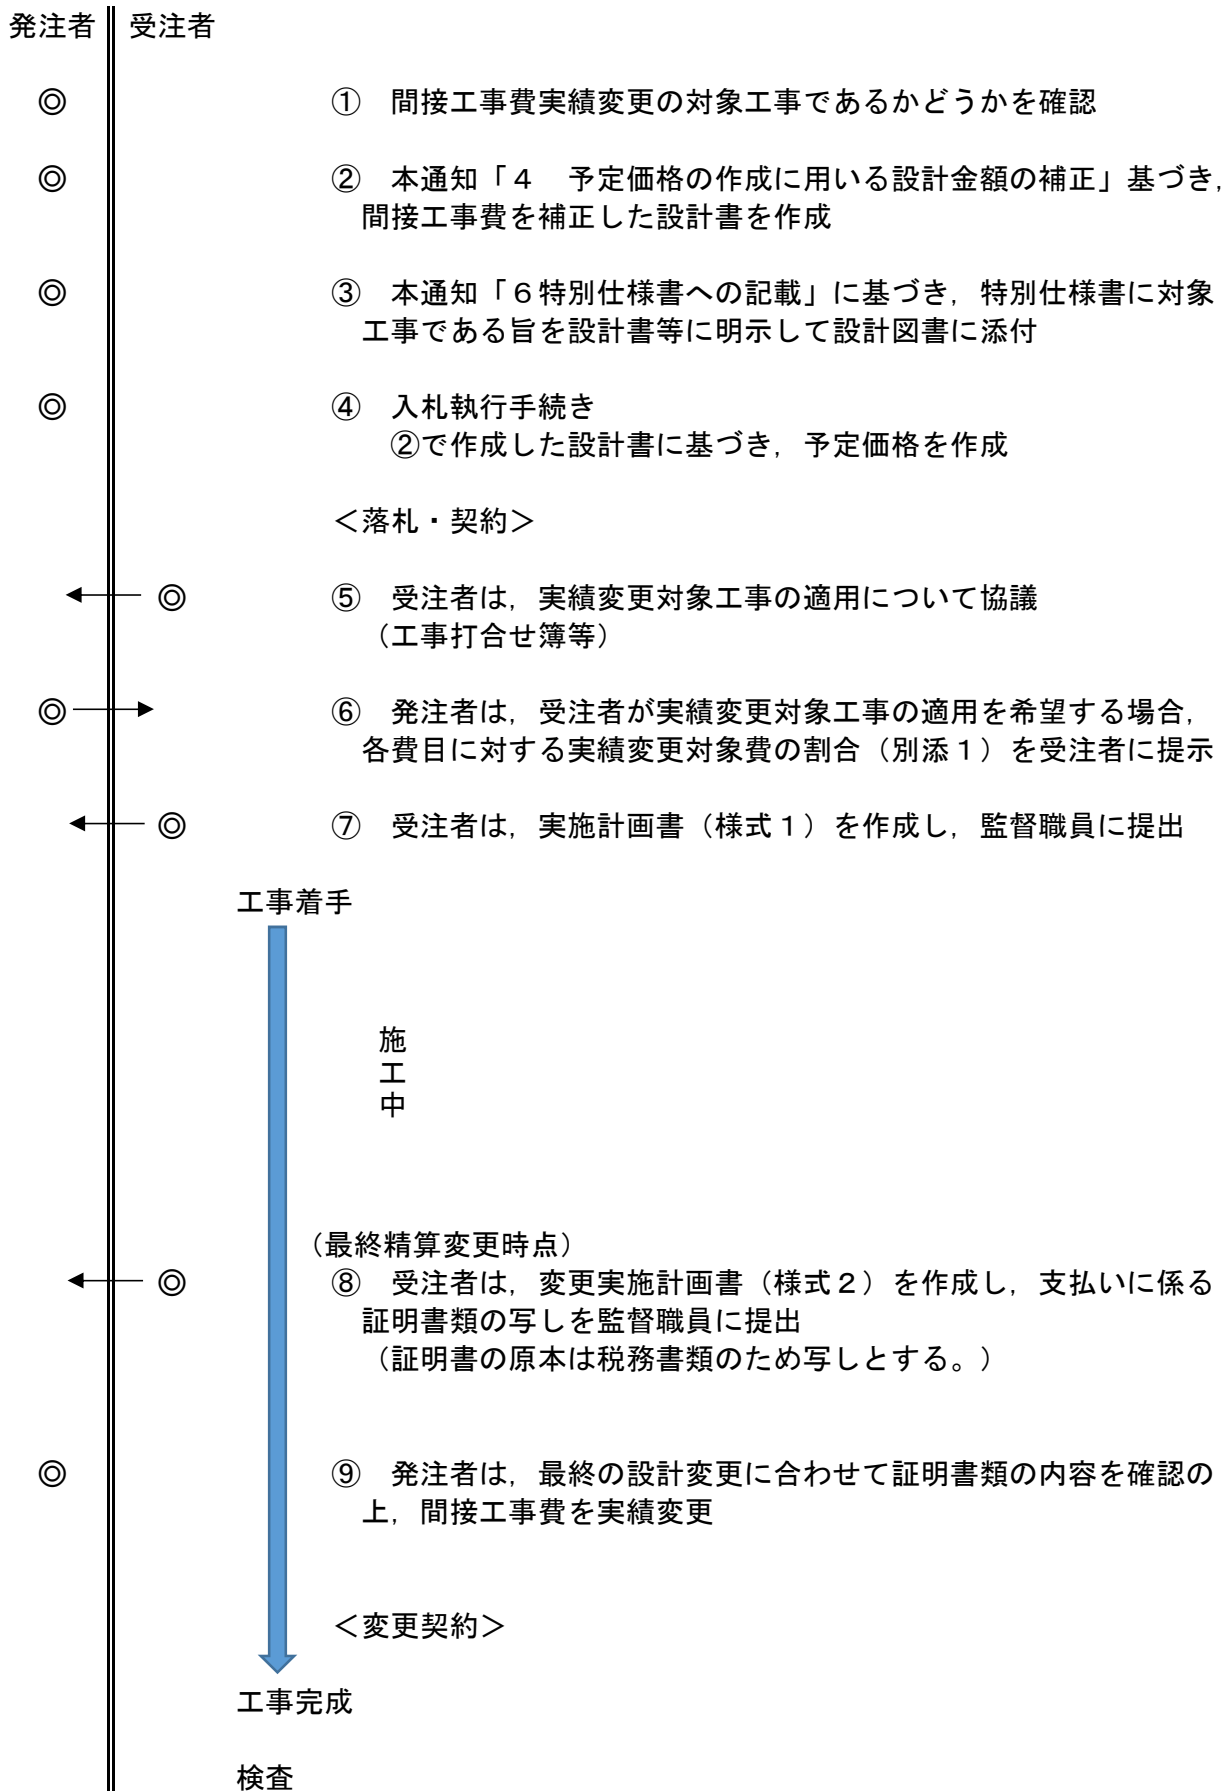 発注者 受注者
◎ ① 間接工事費実績変更の対象工事であるかどうかを確認
◎ ② 本通知「４ 予定価格の作成に用いる設計金額の補正」基づき，
間接工事費を補正した設計書を作成
◎ ③ 本通知「６特別仕様書への記載」に基づき，特別仕様書に対象
工事である旨を設計書等に明示して設計図書に添付
◎ ④ 入札執行手続き
②で作成した設計書に基づき，予定価格を作成
＜落札・契約＞
◎ ⑤ 受注者は，実績変更対象工事の適用について協議
（工事打合せ簿等）
◎ ⑥ 発注者は，受注者が実績変更対象工事の適用を希望する場合，
各費目に対する実績変更対象費の割合（別添１）を受注者に提示
◎ ⑦ 受注者は，実施計画書（様式１）を作成し，監督職員に提出
工事着手
施工中
（最終精算変更時点）
◎ ⑧ 受注者は，変更実施計画書（様式２）を作成し，支払いに係る
証明書類の写しを監督職員に提出
（証明書の原本は税務書類のため写しとする。）
◎ ⑨ 発注者は，最終の設計変更に合わせて証明書類の内容を確認の
上，間接工事費を実績変更
＜変更契約＞
工事完成
検査